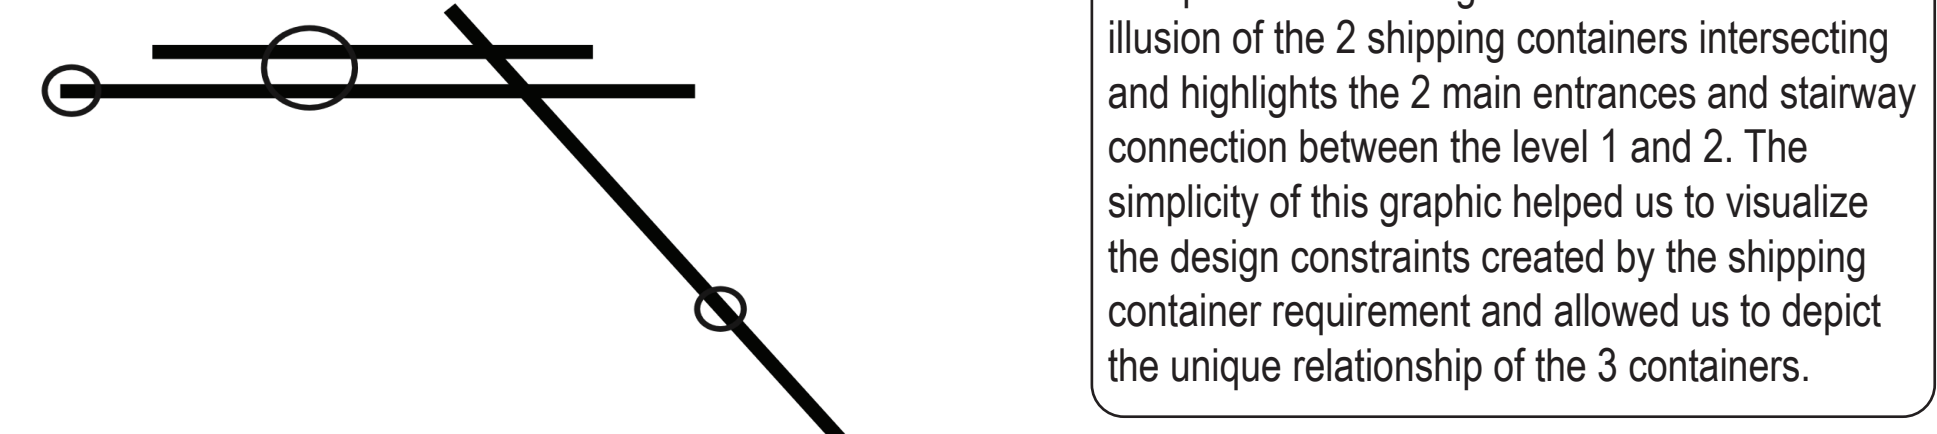 illusion of the 2 shipping containers intersecting
and highlights the 2 main entrances and stairway
connection between the level 1 and 2. The
simplicity of this graphic helped us to visualize
the design constraints created by the shipping
container requirement and allowed us to depict
the unique relationship of the 3 containers.